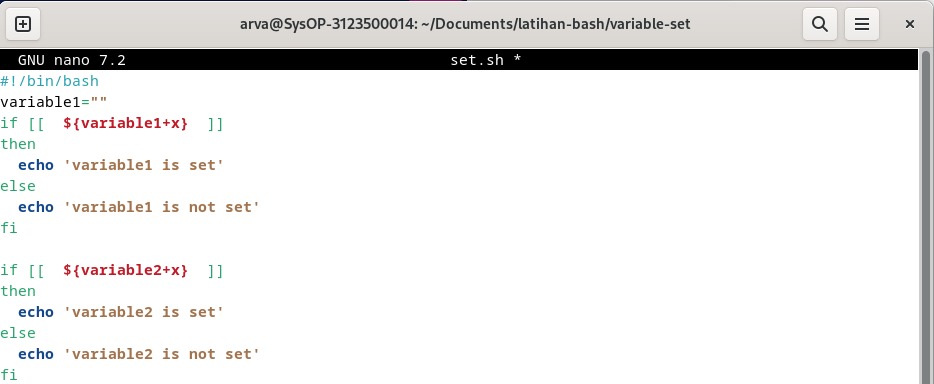 arva@SysOP-3123500014: ~/Documents/latihan-bash/variable-set
GNU nano 7.2 set.sh *
#!/bin/bash
variable1=""
if [[  ${variable1+x}  ]]
then
  echo 'variable1 is set'
else
  echo 'variable1 is not set'
fi

if [[  ${variable2+x}  ]]
then
  echo 'variable2 is set'
else
  echo 'variable2 is not set'
fi